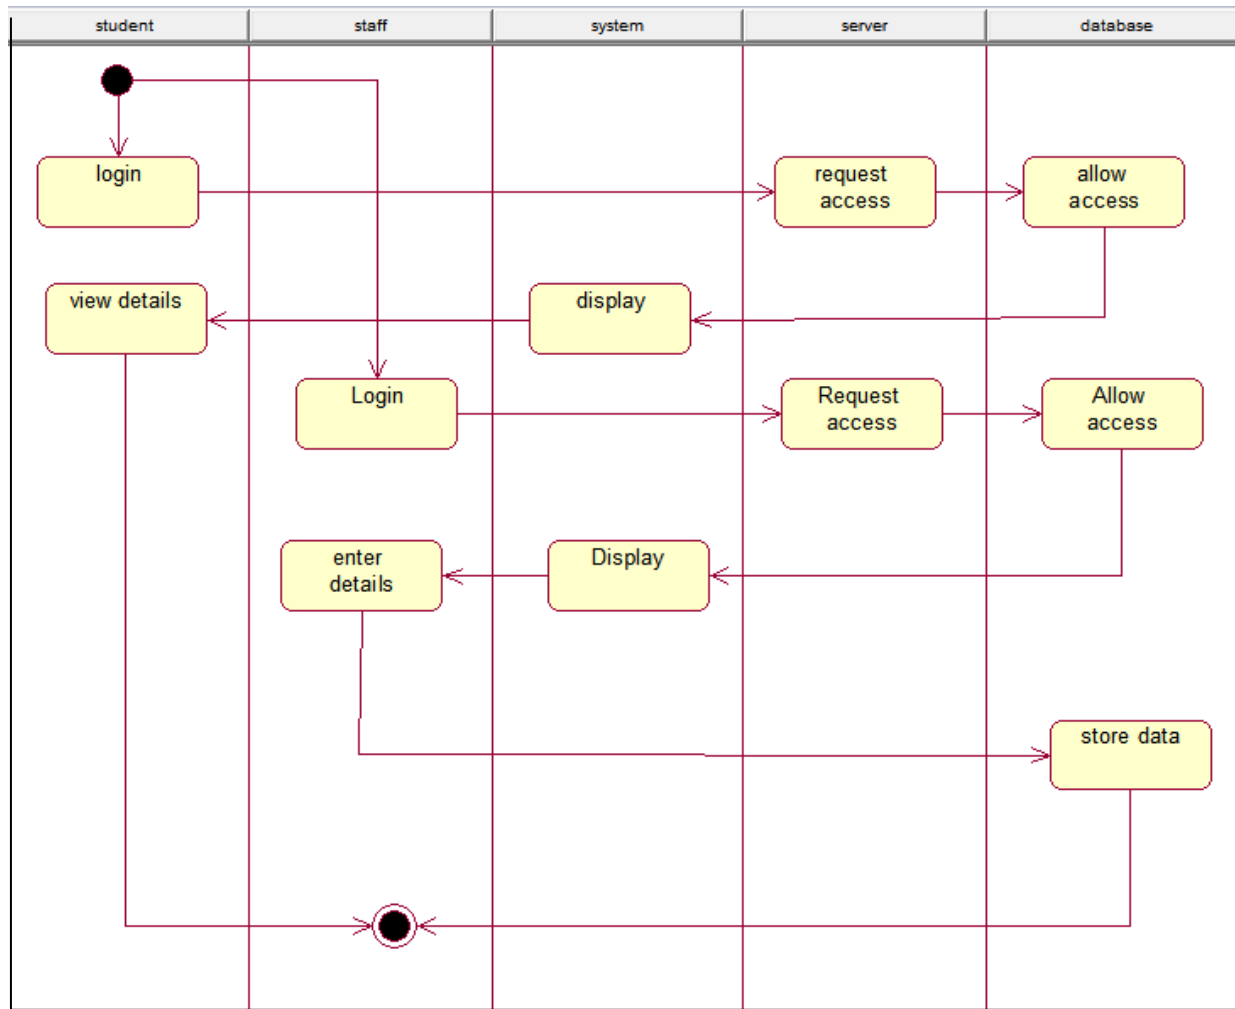 student
staff
system
server
database
login
request
access
allow
access
view details
display
Login
Request
access
Allow
access
enter
details
Display
store data